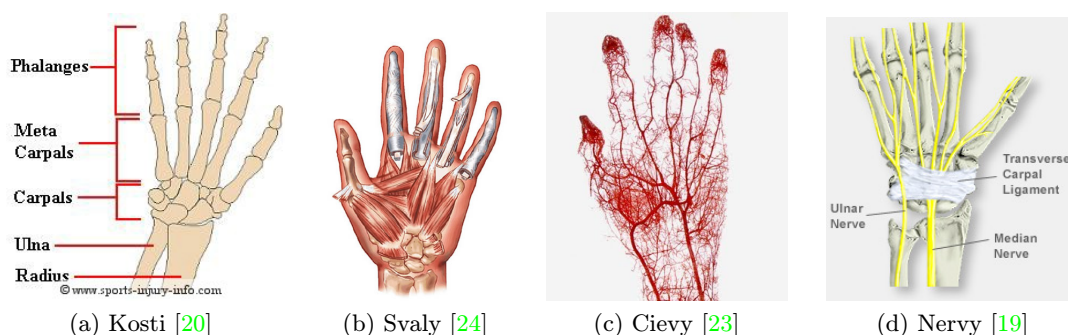 Phalanges
Meta
Carpals
Carpals
Ulna
Radius
© www.sports-injury-info.com
Transverse
Carpal
Ligament
Ulnar
Nerve
Median
Nerve
(a) Kosti [20]
(b) Svaly [24]
(c) Cievy [23]
(d) Nervy [19]